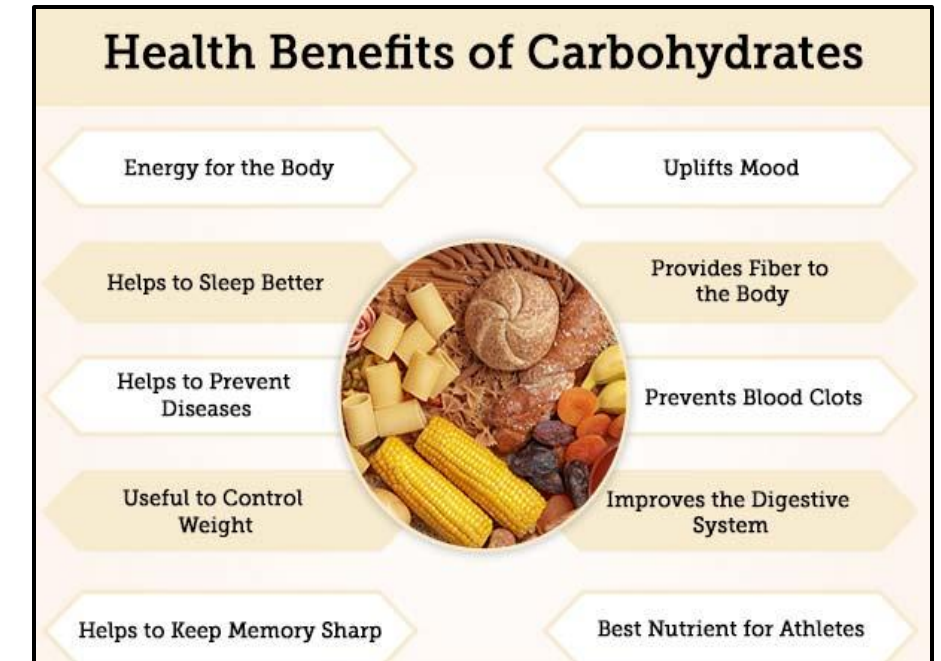 Health Benefits of Carbohydrates
Energy for the Body
Uplifts Mood
Helps to Sleep Better
Provides Fiber to
the Body
Helps to Prevent
Diseases
Prevents Blood Clots
Useful to Control
Weight
Improves the Digestive
System
Helps to Keep Memory Sharp
Best Nutrient for Athletes